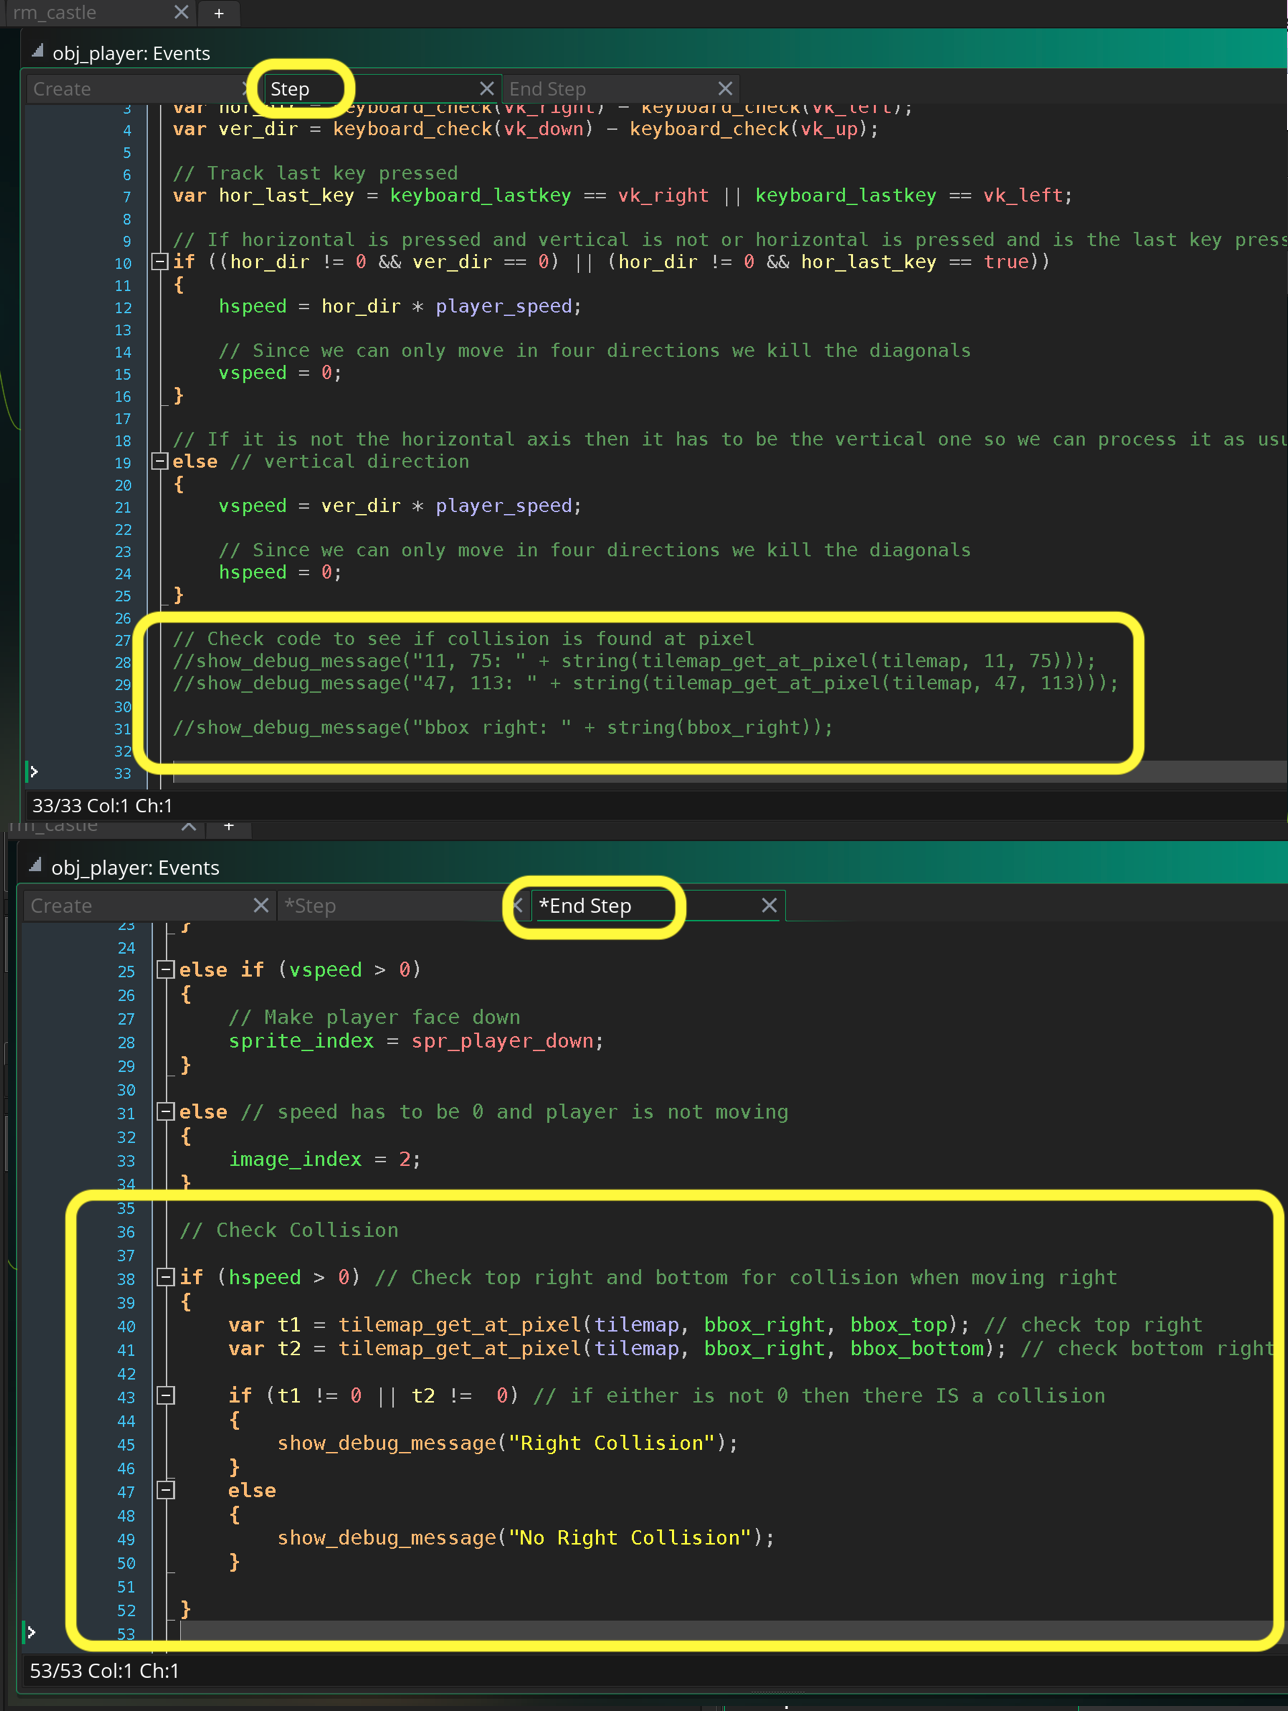 rm_castle
+
obj_player: Events
Create
Step
End Step
3 var hor_dir = keyboard_check(vk_right) - keyboard_check(vk_left);
4 var ver_dir = keyboard_check(vk_down) - keyboard_check(vk_up);
5
6 // Track last key pressed
7 var hor_last_key = keyboard_lastkey == vk_right || keyboard_lastkey == vk_left;
8
9 // If horizontal is pressed and vertical is not or horizontal is pressed and is the last key press
10 if ((hor_dir != 0 && ver_dir == 0) || (hor_dir != 0 && hor_last_key == true))
11 {
12 hspeed = hor_dir * player_speed;
13
14 // Since we can only move in four directions we kill the diagonals
15 vspeed = 0;
16 }
17
18 // If it is not the horizontal axis then it has to be the vertical one so we can process it as usu
19 else // vertical direction
20 {
21 vspeed = ver_dir * player_speed;
22
23 // Since we can only move in four directions we kill the diagonals
24 hspeed = 0;
25 }
26
27 // Check code to see if collision is found at pixel
28 //show_debug_message("11, 75: " + string(tilemap_get_at_pixel(tilemap, 11, 75)));
29 //show_debug_message("47, 113: " + string(tilemap_get_at_pixel(tilemap, 47, 113)));
30
31 //show_debug_message("bbox right: " + string(bbox_right));
32
33
33/33 Col:1 Ch:1
rm_castle
+
obj_player: Events
Create
*Step
*End Step
23 }
24
25 else if (vspeed > 0)
26 {
27 // Make player face down
28 sprite_index = spr_player_down;
29 }
30
31 else // speed has to be 0 and player is not moving
32 {
33 image_index = 2;
34 }
35
36 // Check Collision
37
38 if (hspeed > 0) // Check top right and bottom for collision when moving right
39 {
40 var t1 = tilemap_get_at_pixel(tilemap, bbox_right, bbox_top); // check top right
41 var t2 = tilemap_get_at_pixel(tilemap, bbox_right, bbox_bottom); // check bottom right
42
43 if (t1 != 0 || t2 !=  0) // if either is not 0 then there IS a collision
44 {
45 show_debug_message("Right Collision");
46 }
47 else
48 {
49 show_debug_message("No Right Collision");
50 }
51
52 }
53
53/53 Col:1 Ch:1